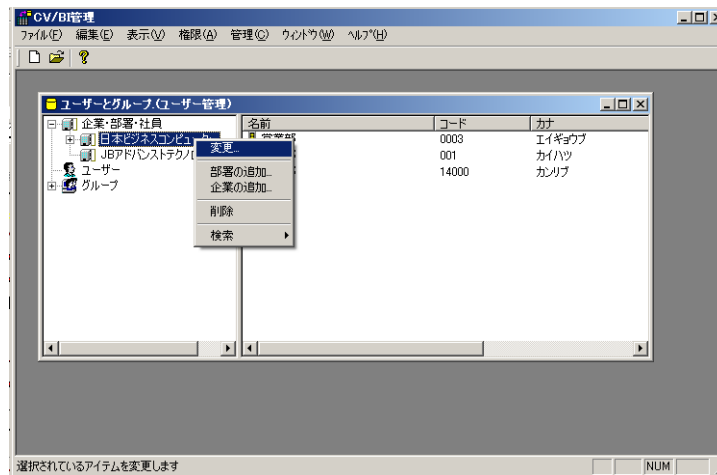 CV/BI管理
ファイル(F) 編集(E) 表示(V) 権限(A) 管理(C) ウィンドウ(W) ヘルプ(H)
ユーザーとグループ.(ユーザー管理)
企業・部署・社員
日本ビジネスコンピューター
JBアドバンストテクノロ
ユーザー
グループ
名前 コード カナ
営業部 0003 エイギョウブ
001 カイハツ
14000 カンリブ
変更...
部署の追加...
企業の追加...
削除
検索
選択されているアイテムを変更します
NUM